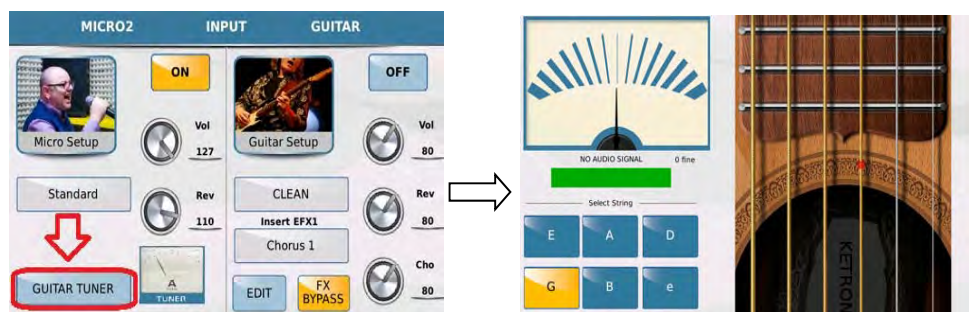 MICRO2 INPUT GUITAR
ON
OFF
Vol
127
Vol
80
Micro Setup
Guitar Setup
Standard
CLEAN
Rev
110
Rev
80
Insert EFX1
Chorus 1
GUITAR TUNER
A
TUNER
EDIT
FX
BYPASS
Cho
80
NO AUDIO SIGNAL 0 fine
Select String
E A D
G B e
KETRON